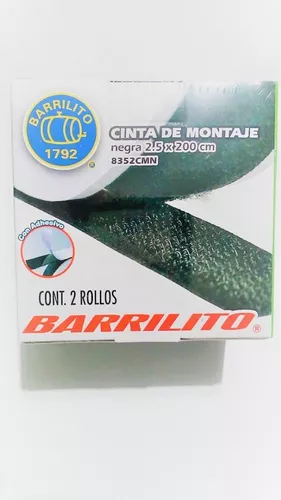 BARRILITO
1792
®
CINTA DE MONTAJE
negra 2.5 x 200 cm
8352CMN
Con Adhesivo
CONT. 2 ROLLOS
BARRILITO®